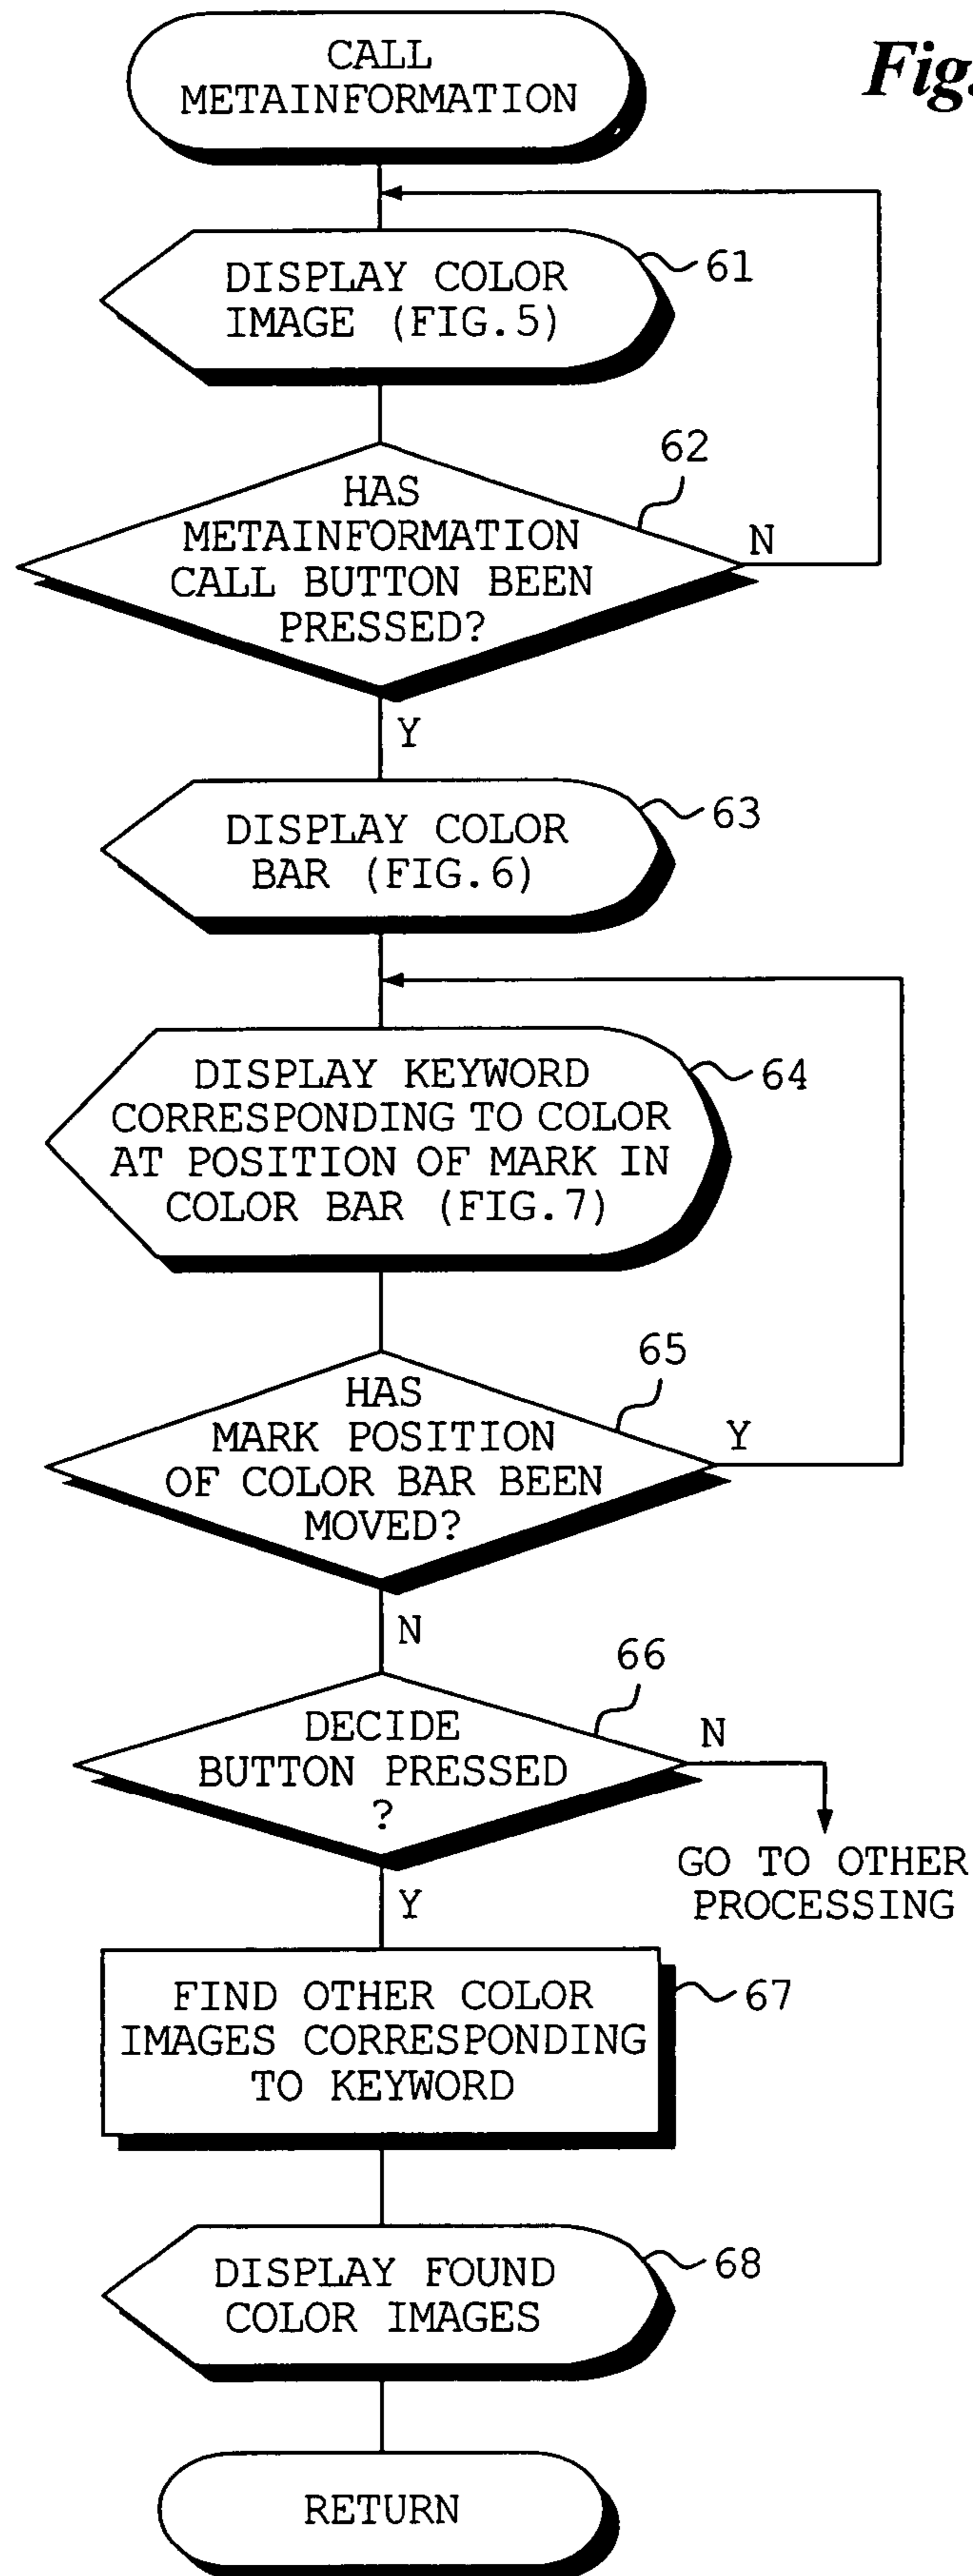 CALL
METAINFORMATION
Fig.
DISPLAY COLOR
IMAGE (FIG.5)
61
62
HAS
METAINFORMATION
CALL BUTTON BEEN
PRESSED?
N
Y
DISPLAY COLOR
BAR (FIG.6)
63
DISPLAY KEYWORD
CORRESPONDING TO COLOR
AT POSITION OF MARK IN
COLOR BAR (FIG.7)
64
65
HAS
MARK POSITION
OF COLOR BAR BEEN
MOVED?
Y
N
66
DECIDE
BUTTON PRESSED
?
N
GO TO OTHER
PROCESSING
Y
FIND OTHER COLOR
IMAGES CORRESPONDING
TO KEYWORD
67
DISPLAY FOUND
COLOR IMAGES
68
RETURN